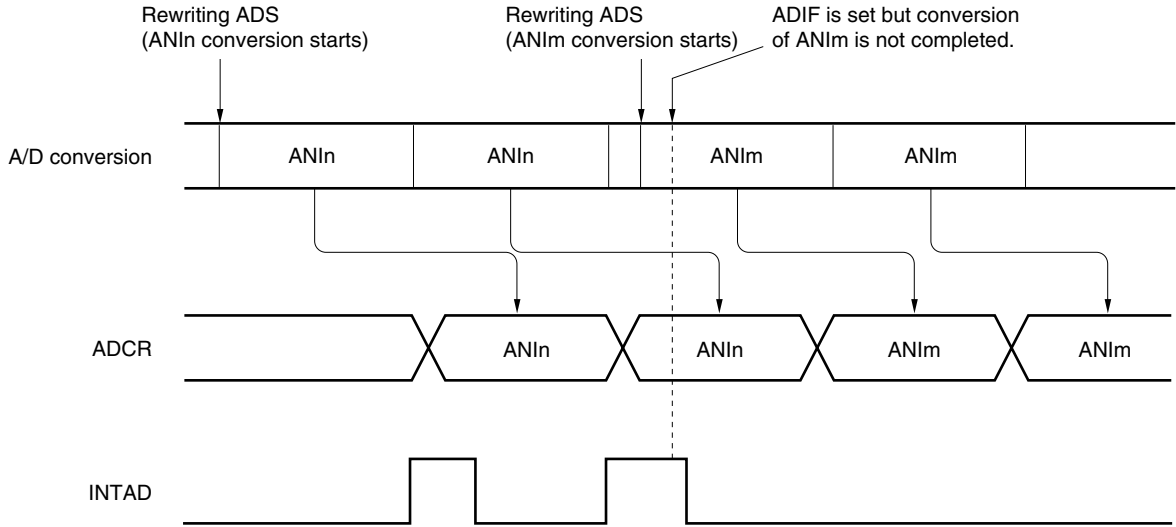 Rewriting ADS
(ANIn conversion starts)
Rewriting ADS
(ANIm conversion starts)
ADIF is set but conversion
of ANIm is not completed.
A/D conversion
ANIn
ANIn
ANIm
ANIm
ADCR
ANIn
ANIn
ANIm
ANIm
INTAD